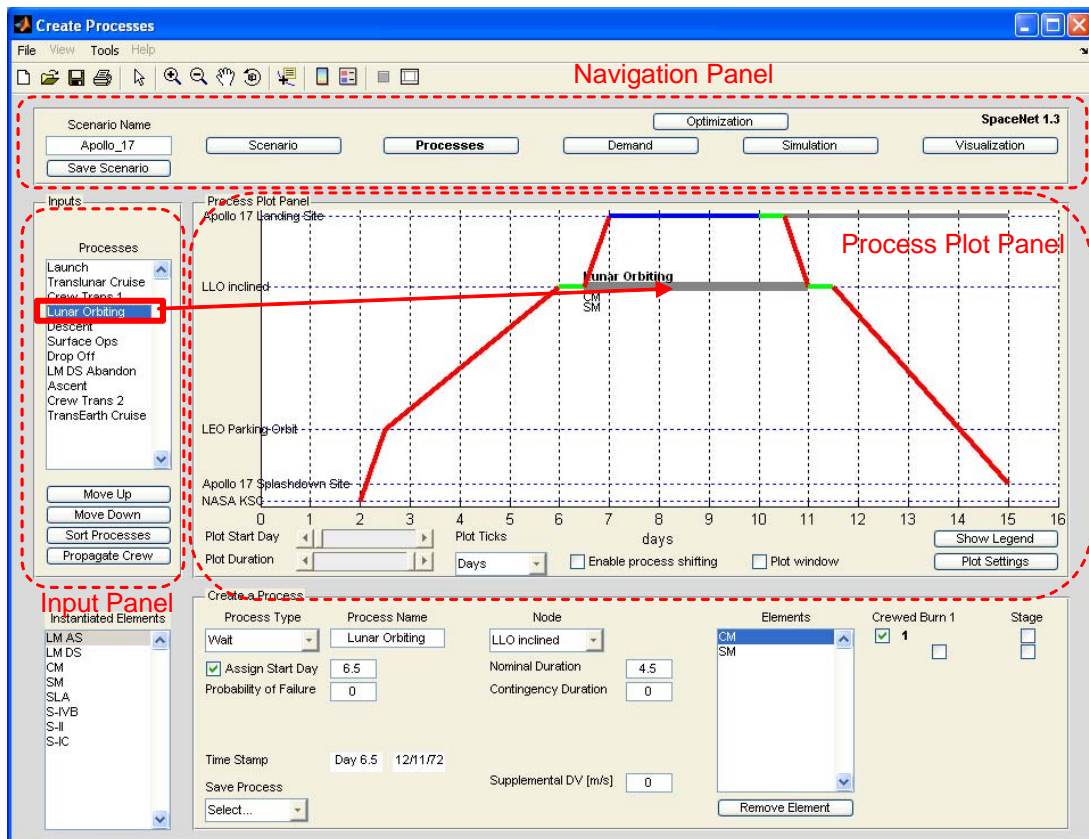 Create Processes
File View Tools Help
Navigation Panel
Scenario Name
Apollo_17
Save Scenario
Optimization
SpaceNet 1.3
Scenario
Processes
Demand
Simulation
Visualization
Inputs
Processes
Launch
Translunar Cruise
Crew Trans 1
Lunar Orbiting
Descent
Surface Ops
Drop Off
LM DS Abandon
Ascent
Crew Trans 2
TransEarth Cruise
Move Up
Move Down
Sort Processes
Propagate Crew
Input Panel
Process Plot Panel
Apollo 17 Landing Site
Process Plot Panel
Lunar Orbiting
LLO inclined
CM
SM
LEO Parking Orbit
Apollo 17 Splashdown Site
NASA KSC
0 1 2 3 4 5 6 7 8 9 10 11 12 13 14 15 16
days
Plot Start Day
Plot Ticks
Show Legend
Plot Duration
Days
Enable process shifting
Plot window
Plot Settings
Instantiated Elements
LM AS
LM DS
CM
SM
SLA
S-IVB
S-II
S-IC
Create a Process
Process Type
Process Name
Node
Elements
Crewed Burn 1
Stage
Wait
Lunar Orbiting
LLO inclined
CM
SM
1
Assign Start Day
6.5
Nominal Duration
4.5
Probability of Failure
0
Contingency Duration
0
Time Stamp
Day 6.5
12/11/72
Supplemental DV [m/s]
0
Save Process
Select...
Remove Element